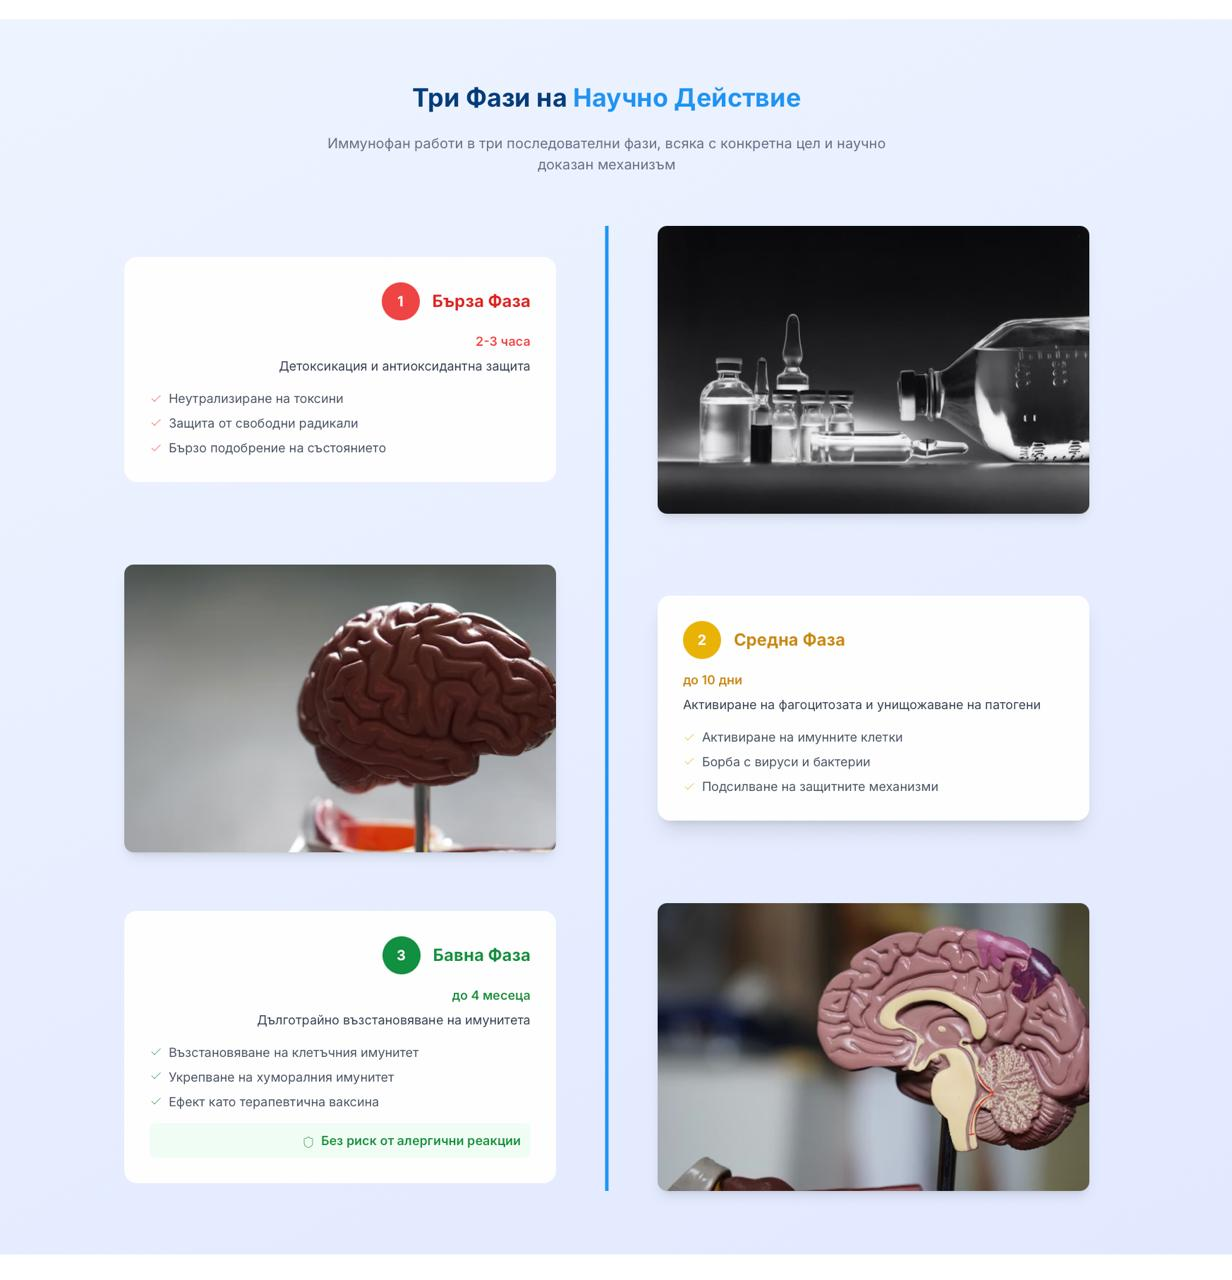 Три Фази на Научно Действие
Иммунофан работи в три последователни фази, всяка с конкретна цел и научно
доказан механизъм
1
Бърза Фаза
2-3 часа
Детоксикация и антиоксидантна защита
Неутрализиране на токсини
Защита от свободни радикали
Бързо подобрение на състоянието
2
Средна Фаза
до 10 дни
Активиране на фагоцитозата и унищожаване на патогени
Активиране на имунните клетки
Борба с вируси и бактерии
Подсилване на защитните механизми
3
Бавна Фаза
до 4 месеца
Дълготрайно възстановяване на имунитета
Възстановяване на клетъчния имунитет
Укрепване на хуморалния имунитет
Ефект като терапевтична ваксина
Без риск от алергични реакции